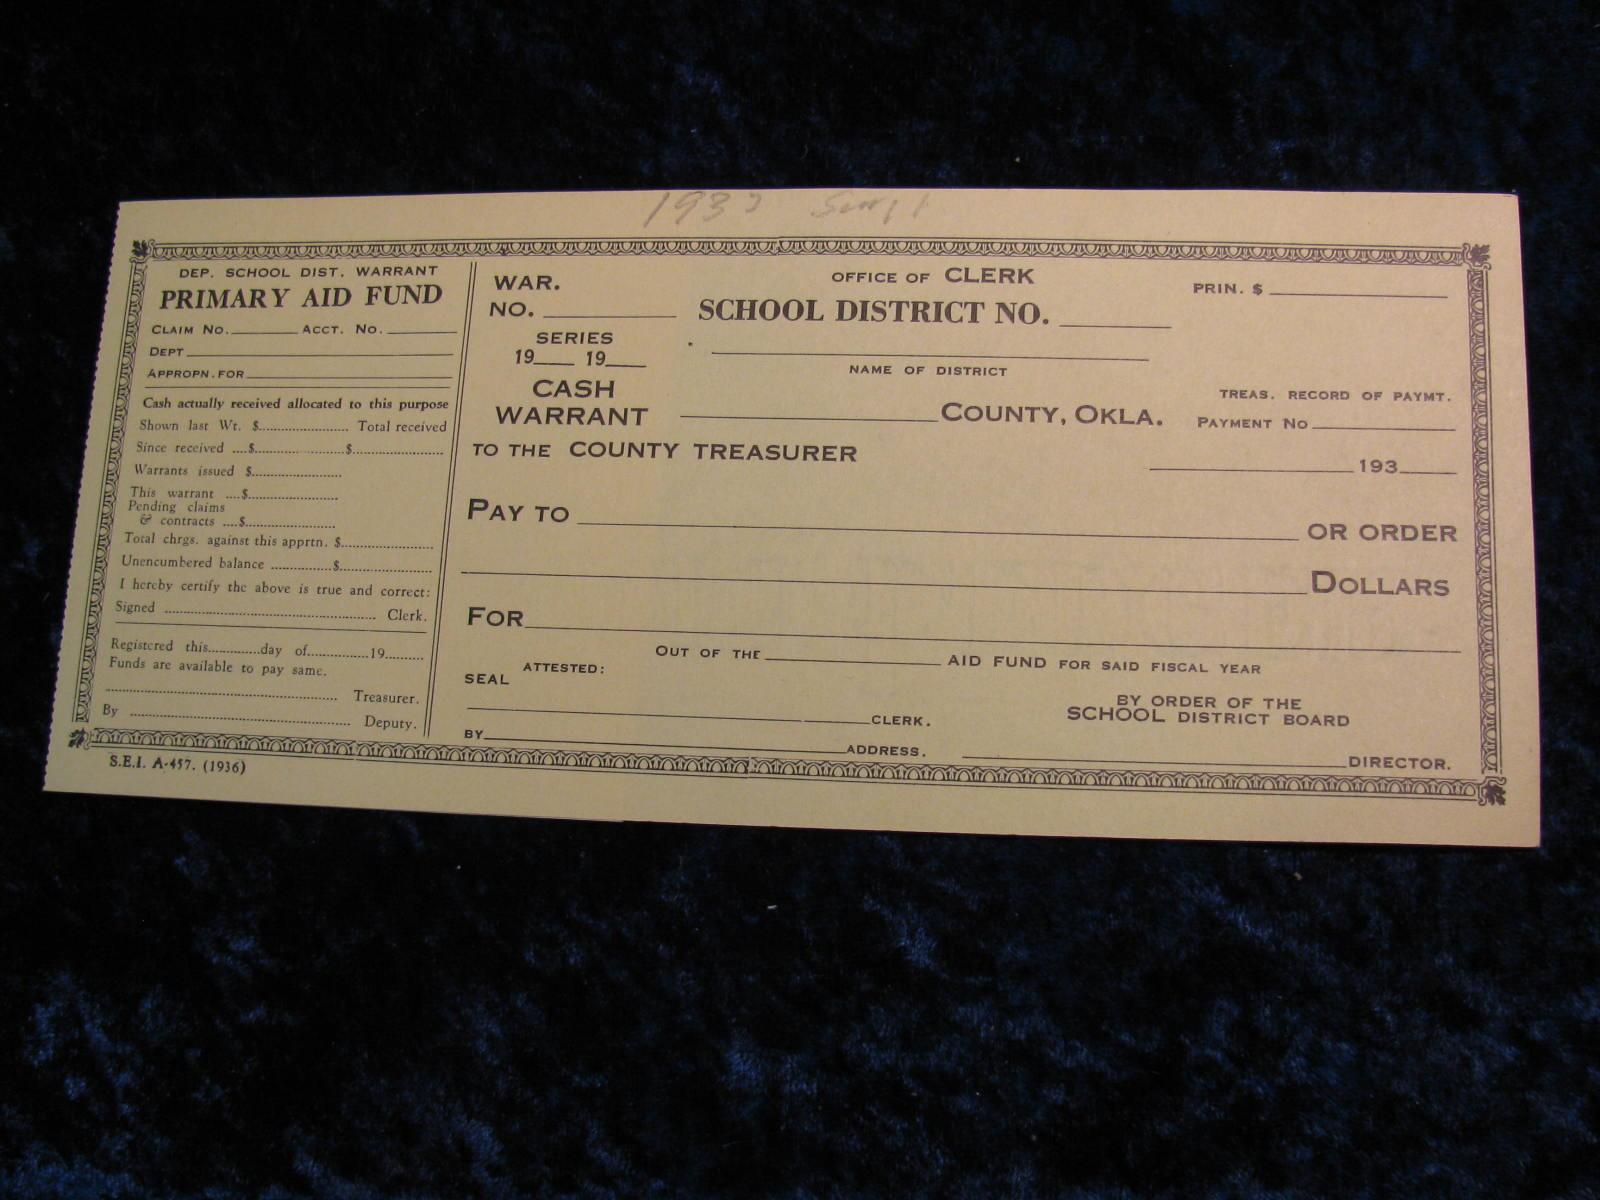 DEP. SCHOOL DIST. WARRANT
PRIMARY AID FUND
CLAIM NO. ACCT. NO.
DEPT
APPROPN. FOR
Cash actually received allocated to this purpose
Shown last Wt. $ Total received
Since received $ $
Warrants issued $
This warrant $
Pending claims
& contracts $
Total chrgs. against this apprtn. $
Unencumbered balance $
I hereby certify the above is true and correct:
Signed Clerk.
Registered this day of 19
Funds are available to pay same.
Treasurer.
By Deputy.
S.E.I. A-457. (1936)
WAR.
NO.
SERIES
19 19
CASH
WARRANT
OFFICE OF CLERK
SCHOOL DISTRICT NO.
NAME OF DISTRICT
COUNTY, OKLA.
PRIN. $
TREAS. RECORD OF PAYMT.
PAYMENT NO
TO THE COUNTY TREASURER
193
PAY TO OR ORDER
DOLLARS
FOR
OUT OF THE AID FUND FOR SAID FISCAL YEAR
ATTESTED:
SEAL
CLERK.
BY ADDRESS.
BY ORDER OF THE
SCHOOL DISTRICT BOARD
DIRECTOR.